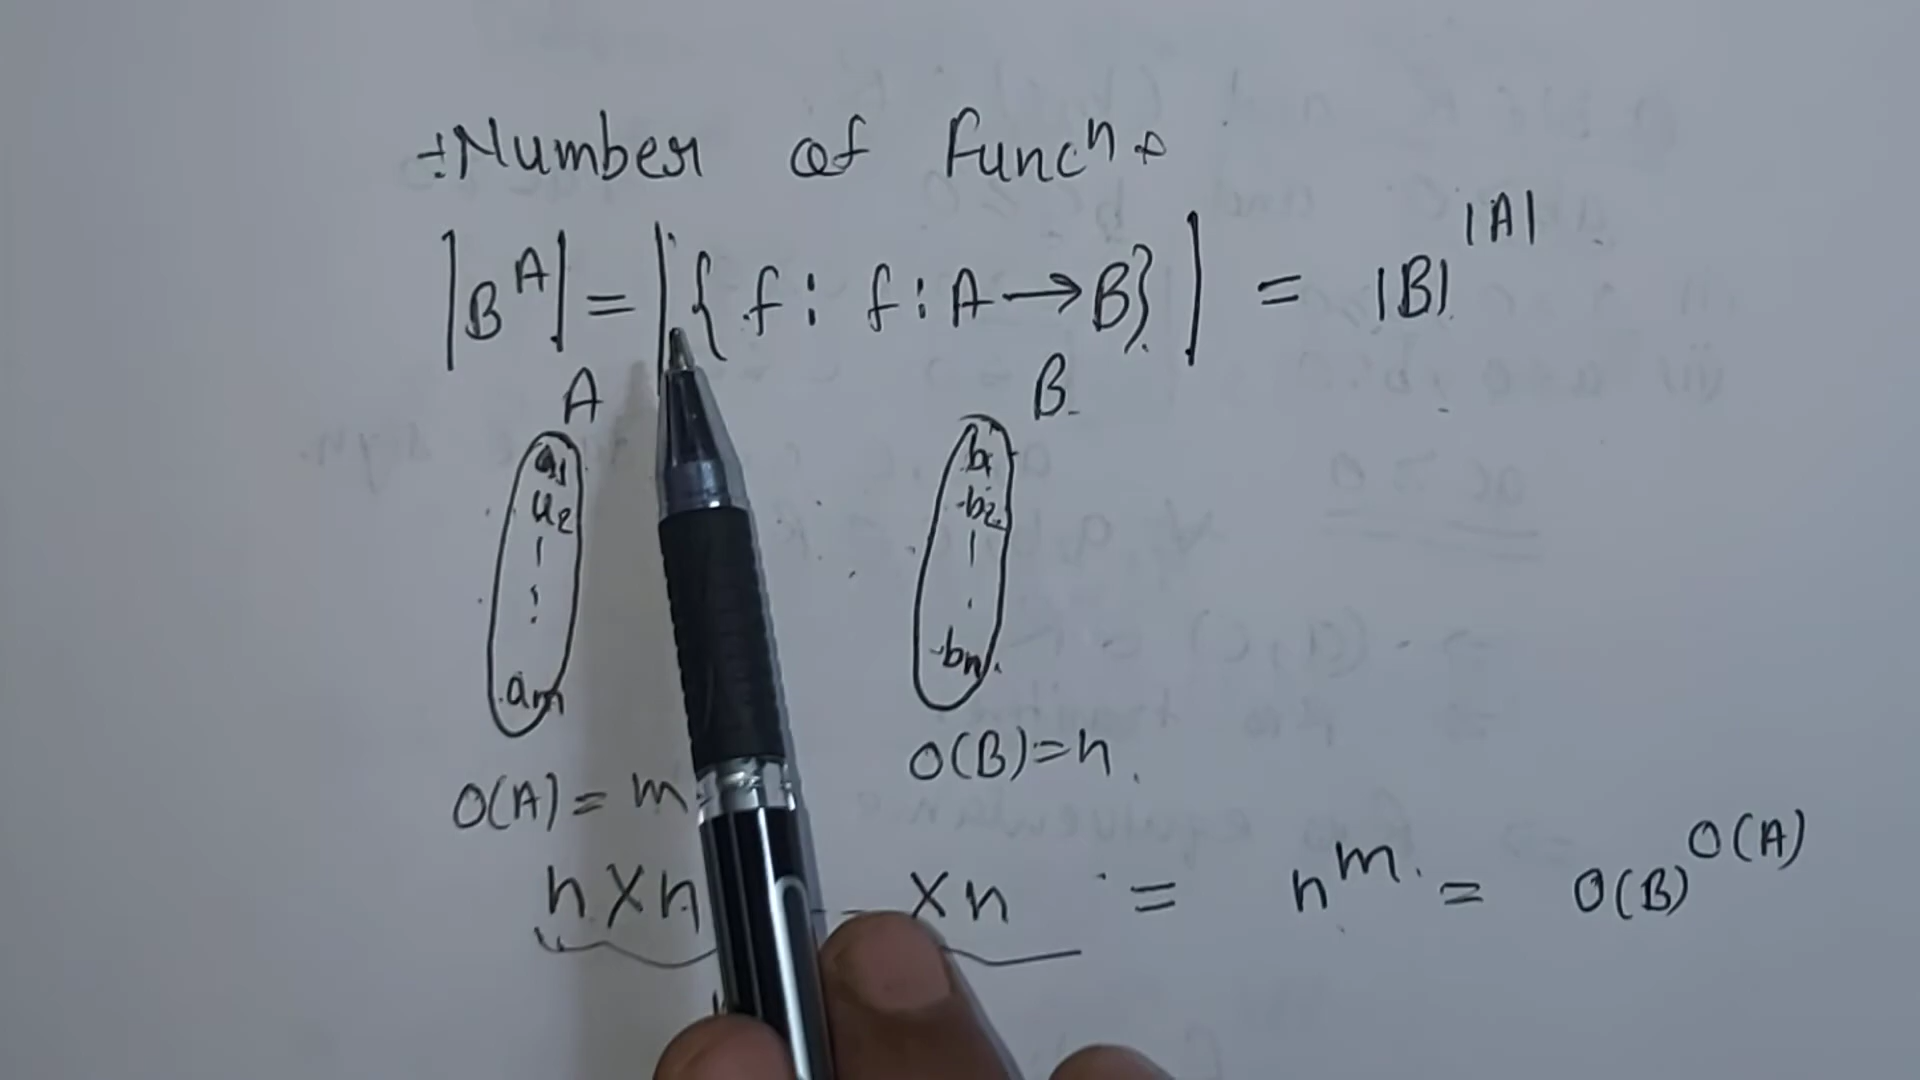 :Number of Funcⁿ:
|B^A| = |{f : f : A → B}| = |B|^|A|
A B
a1 b1
a2 b2
am bn
O(A) = m O(B) = n
n × n - - × n = n^m = O(B)^O(A)